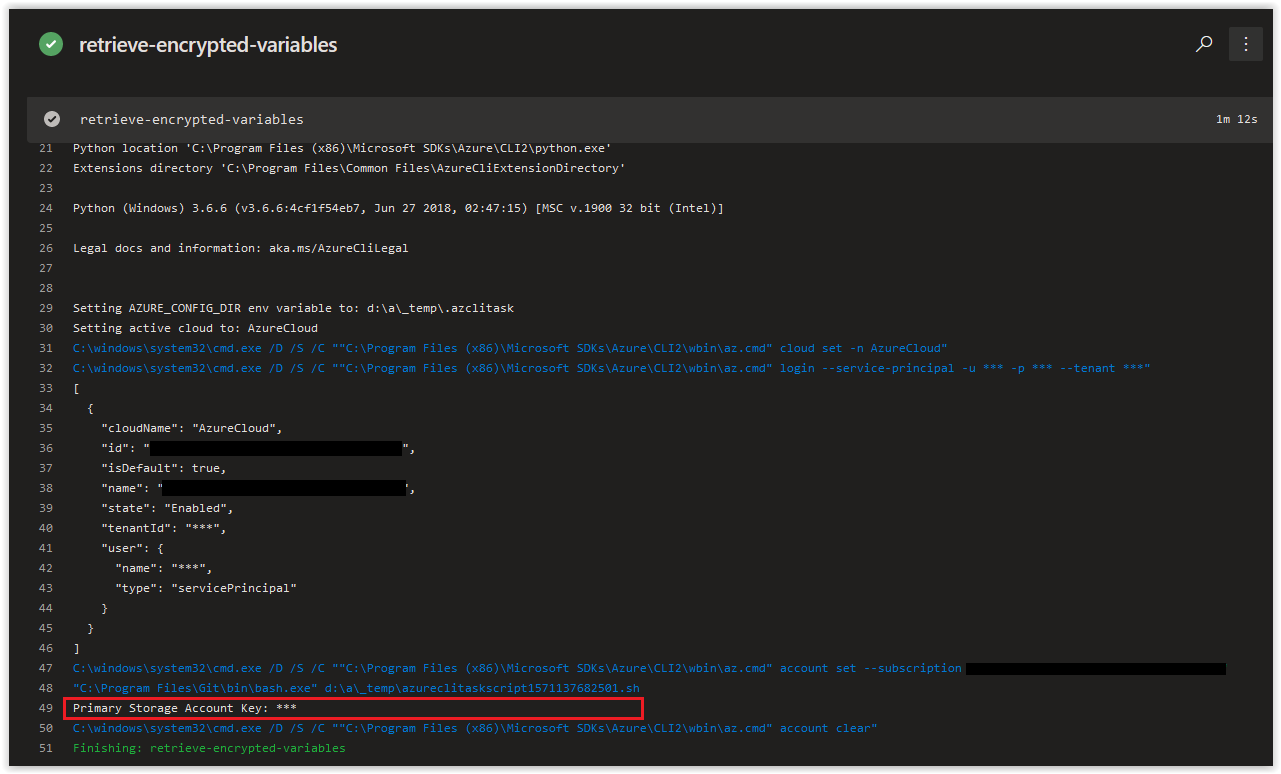 retrieve-encrypted-variables
retrieve-encrypted-variables 1m 12s
21 Python location 'C:\Program Files (x86)\Microsoft SDKs\Azure\CLI2\python.exe'
22 Extensions directory 'C:\Program Files\Common Files\AzureCliExtensionDirectory'
23
24 Python (Windows) 3.6.6 (v3.6.6:4cf1f54eb7, Jun 27 2018, 02:47:15) [MSC v.1900 32 bit (Intel)]
25
26 Legal docs and information: aka.ms/AzureCliLegal
27
28
29 Setting AZURE_CONFIG_DIR env variable to: d:\a\_temp\.azclitask
30 Setting active cloud to: AzureCloud
31 C:\windows\system32\cmd.exe /D /S /C ""C:\Program Files (x86)\Microsoft SDKs\Azure\CLI2\wbin\az.cmd" cloud set -n AzureCloud"
32 C:\windows\system32\cmd.exe /D /S /C ""C:\Program Files (x86)\Microsoft SDKs\Azure\CLI2\wbin\az.cmd" login --service-principal -u *** -p *** --tenant ***"
33 [
34 {
35 "cloudName": "AzureCloud",
36 "id": "",
37 "isDefault": true,
38 "name": "",
39 "state": "Enabled",
40 "tenantId": "***",
41 "user": {
42 "name": "***",
43 "type": "servicePrincipal"
44 }
45 }
46 ]
47 C:\windows\system32\cmd.exe /D /S /C ""C:\Program Files (x86)\Microsoft SDKs\Azure\CLI2\wbin\az.cmd" account set --subscription
48 "C:\Program Files\Git\bin\bash.exe" d:\a\_temp\azureclitaskscript1571137682501.sh
49 Primary Storage Account Key: ***
50 C:\windows\system32\cmd.exe /D /S /C ""C:\Program Files (x86)\Microsoft SDKs\Azure\CLI2\wbin\az.cmd" account clear"
51 Finishing: retrieve-encrypted-variables